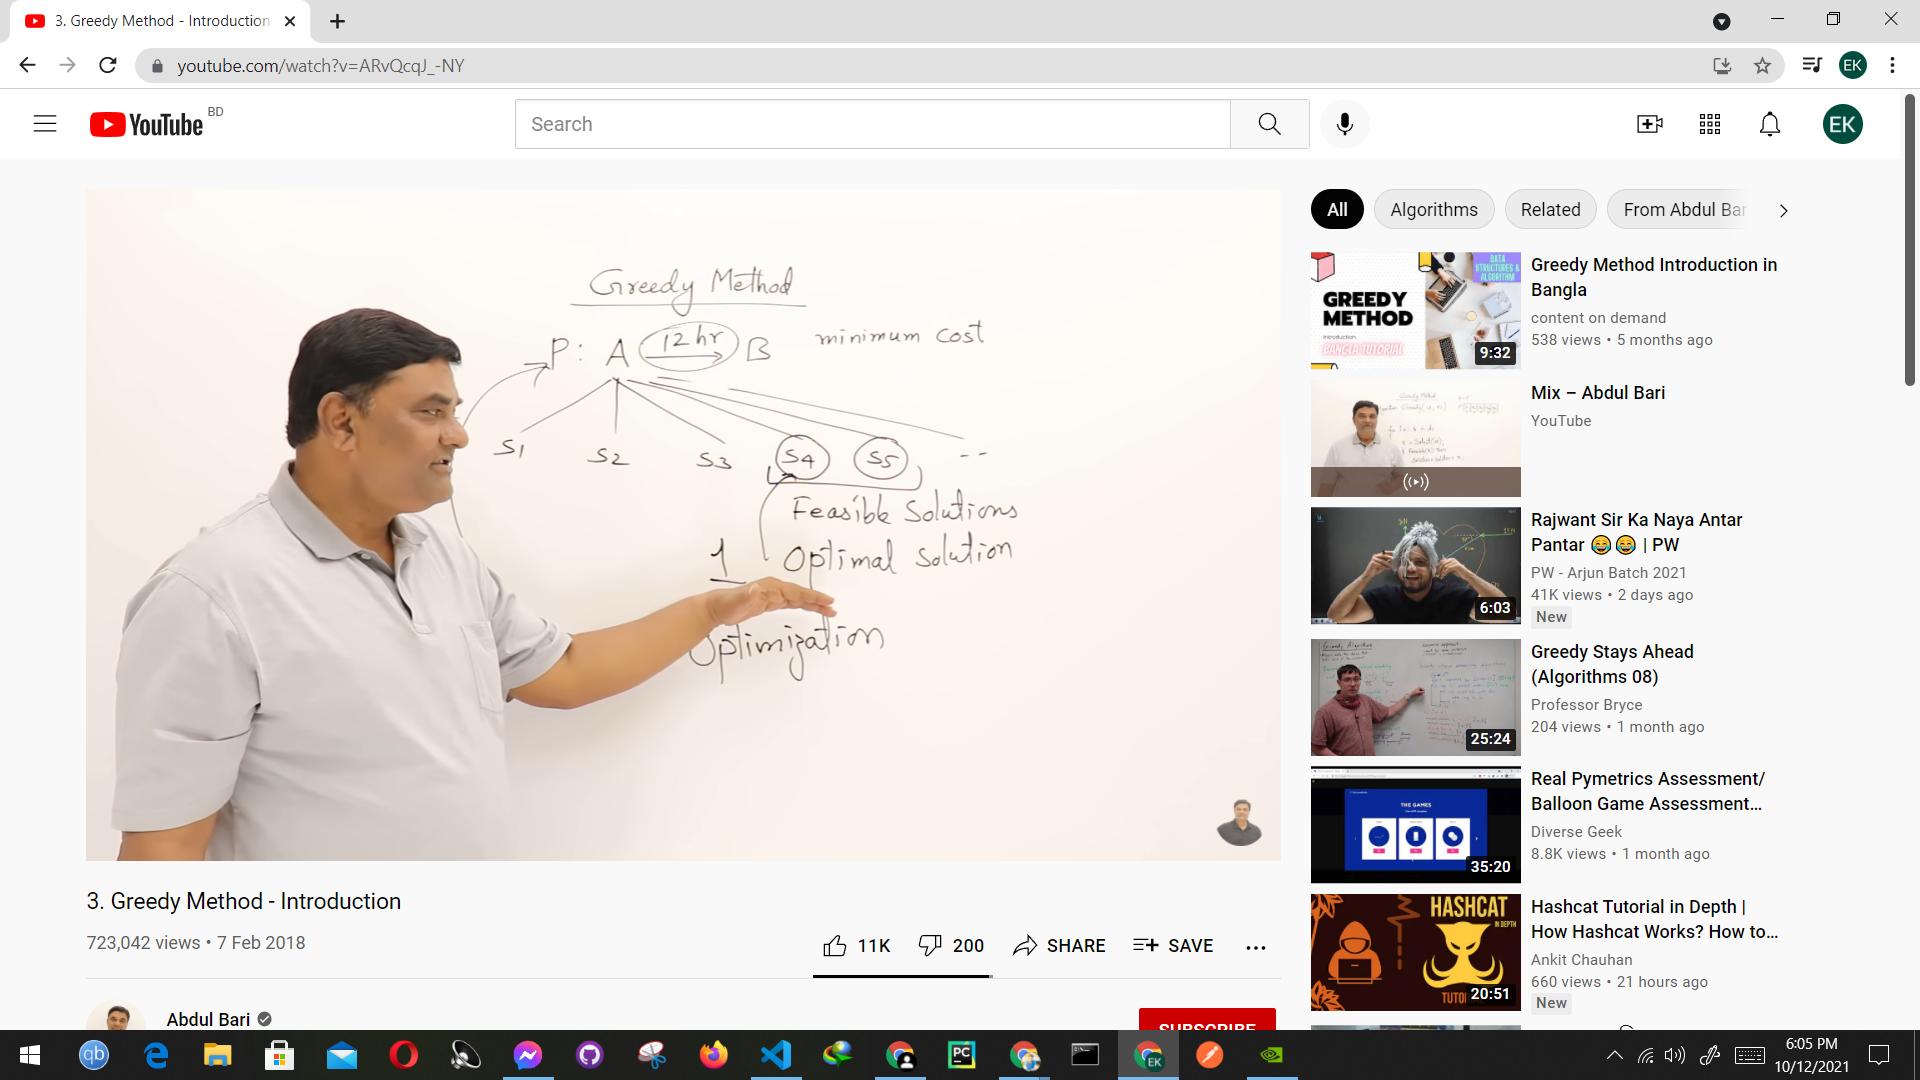 3. Greedy Method - Introduction
youtube.com/watch?v=ARvQcqJ_-NY
EK
YouTube BD
Search
EK
Greedy Method
P: A 12 hr B minimum cost
S1 S2 S3 S4 S5 --
Feasible Solutions
1 Optimal Solution
Optimization
3. Greedy Method - Introduction
723,042 views • 7 Feb 2018
11K 200 SHARE SAVE
Abdul Bari
SUBSCRIBE
All Algorithms Related From Abdul Bar
DATA STRUCTURES & ALGORITHM
GREEDY
METHOD
Introduction
BANGLA TUTORIAL
9:32
Greedy Method Introduction in
Bangla
content on demand
538 views • 5 months ago
Mix – Abdul Bari
YouTube
Rajwant Sir Ka Naya Antar
Pantar 😂😂 | PW
PW - Arjun Batch 2021
41K views • 2 days ago
New
6:03
Greedy Stays Ahead
(Algorithms 08)
Professor Bryce
204 views • 1 month ago
25:24
THE GAMES
35:20
Real Pymetrics Assessment/
Balloon Game Assessment...
Diverse Geek
8.8K views • 1 month ago
HASHCAT
IN DEPTH
20:51
Hashcat Tutorial in Depth |
How Hashcat Works? How to...
Ankit Chauhan
660 views • 21 hours ago
New
qb
PC
EK
6:05 PM
10/12/2021